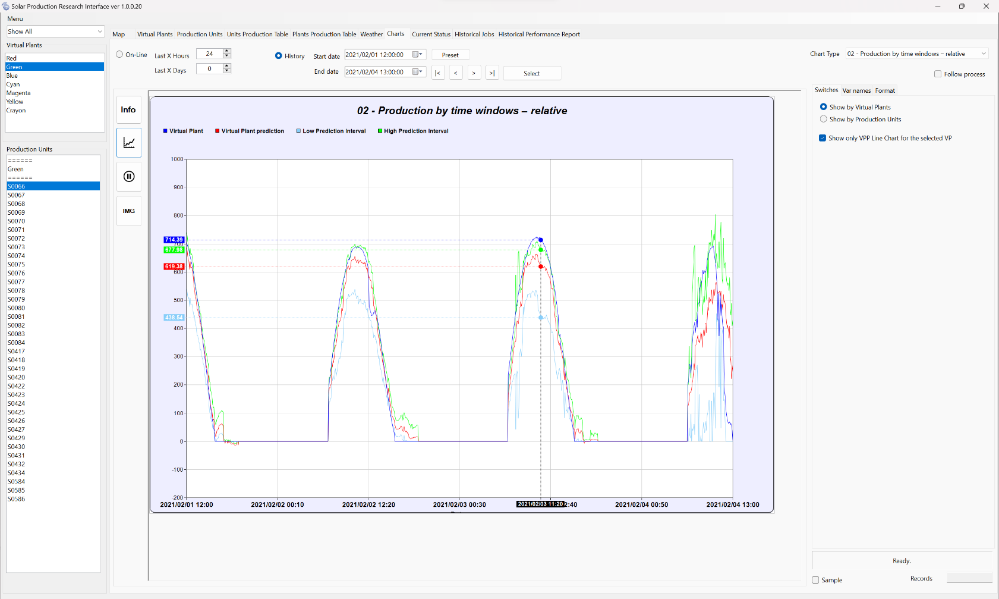 Solar Production Research Interface ver 1.0.0.20
Menu
Show All
Map Virtual Plants Production Units Units Production Table Plants Production Table Weather Charts Current Status Historical Jobs Historical Performance Report
Virtual Plants
Red
Green
Blue
Cyan
Magenta
Yellow
Crayon
Production Units
======
Green
======
S0066
S0067
S0068
S0069
S0070
S0071
S0072
S0073
S0074
S0075
S0076
S0077
S0078
S0079
S0080
S0081
S0082
S0083
S0084
S0417
S0418
S0419
S0420
S0422
S0423
S0424
S0425
S0426
S0427
S0429
S0430
S0431
S0432
S0434
S0584
S0585
S0586
On-Line Last X Hours 24
Last X Days 0
History Start date 2021/02/01 12:00:00 Preset
End date 2021/02/04 13:00:00 |< < > >| Select
Chart Type 02 - Production by time windows – relative
Follow process
Info
IMG
02 - Production by time windows – relative
Virtual Plant Virtual Plant prediction Low Prediction Interval High Prediction Interval
1000
900
800
714.39
700
677.98
619.38
600
500
438.54
400
300
200
100
0
-100
-200
2021/02/01 12:00 2021/02/02 00:10 2021/02/02 12:20 2021/02/03 00:30 2021/02/03 11:20 2:40 2021/02/04 00:50 2021/02/04 13:00
Switches Var names Format
Show by Virtual Plants
Show by Production Units
Show only VPP Line Chart for the selected VP
Ready.
Sample Records